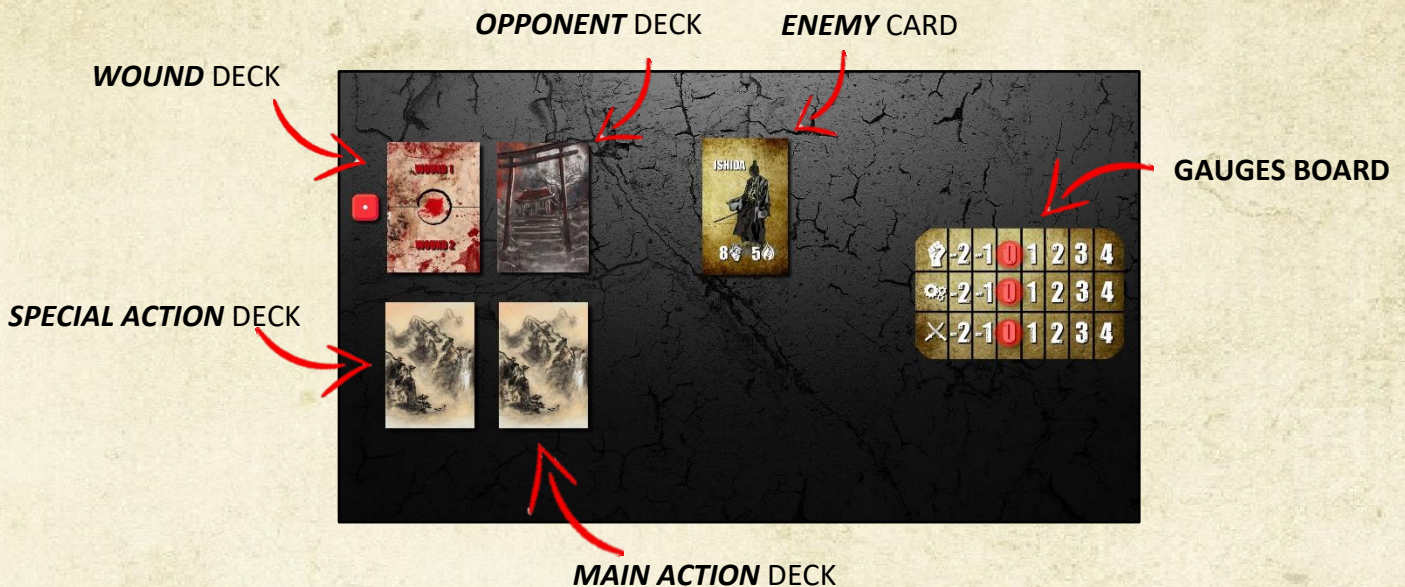 OPPONENT DECK
ENEMY CARD
WOUND DECK
WOUND 1
WOUND 2
ISHIDA
8 5
GAUGES BOARD
-2 -1 0 1 2 3 4
-2 -1 0 1 2 3 4
-2 -1 0 1 2 3 4
SPECIAL ACTION DECK
MAIN ACTION DECK